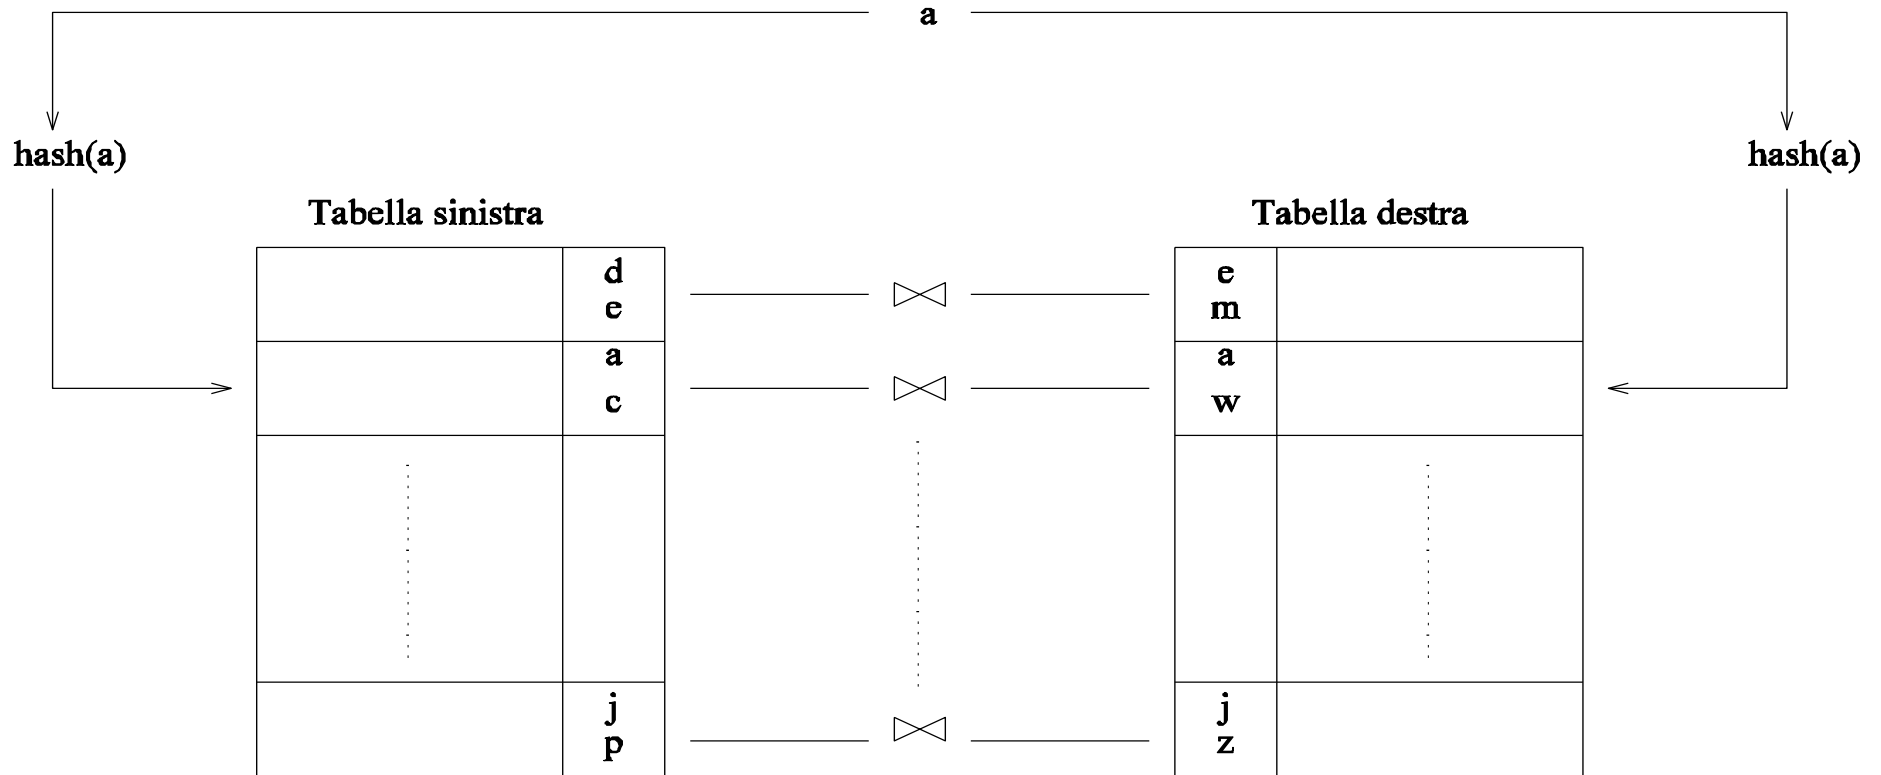 a
hash(a)
hash(a)
Tabella sinistra
Tabella destra
d
e
e
m
a
a
c
w
j
j
p
z